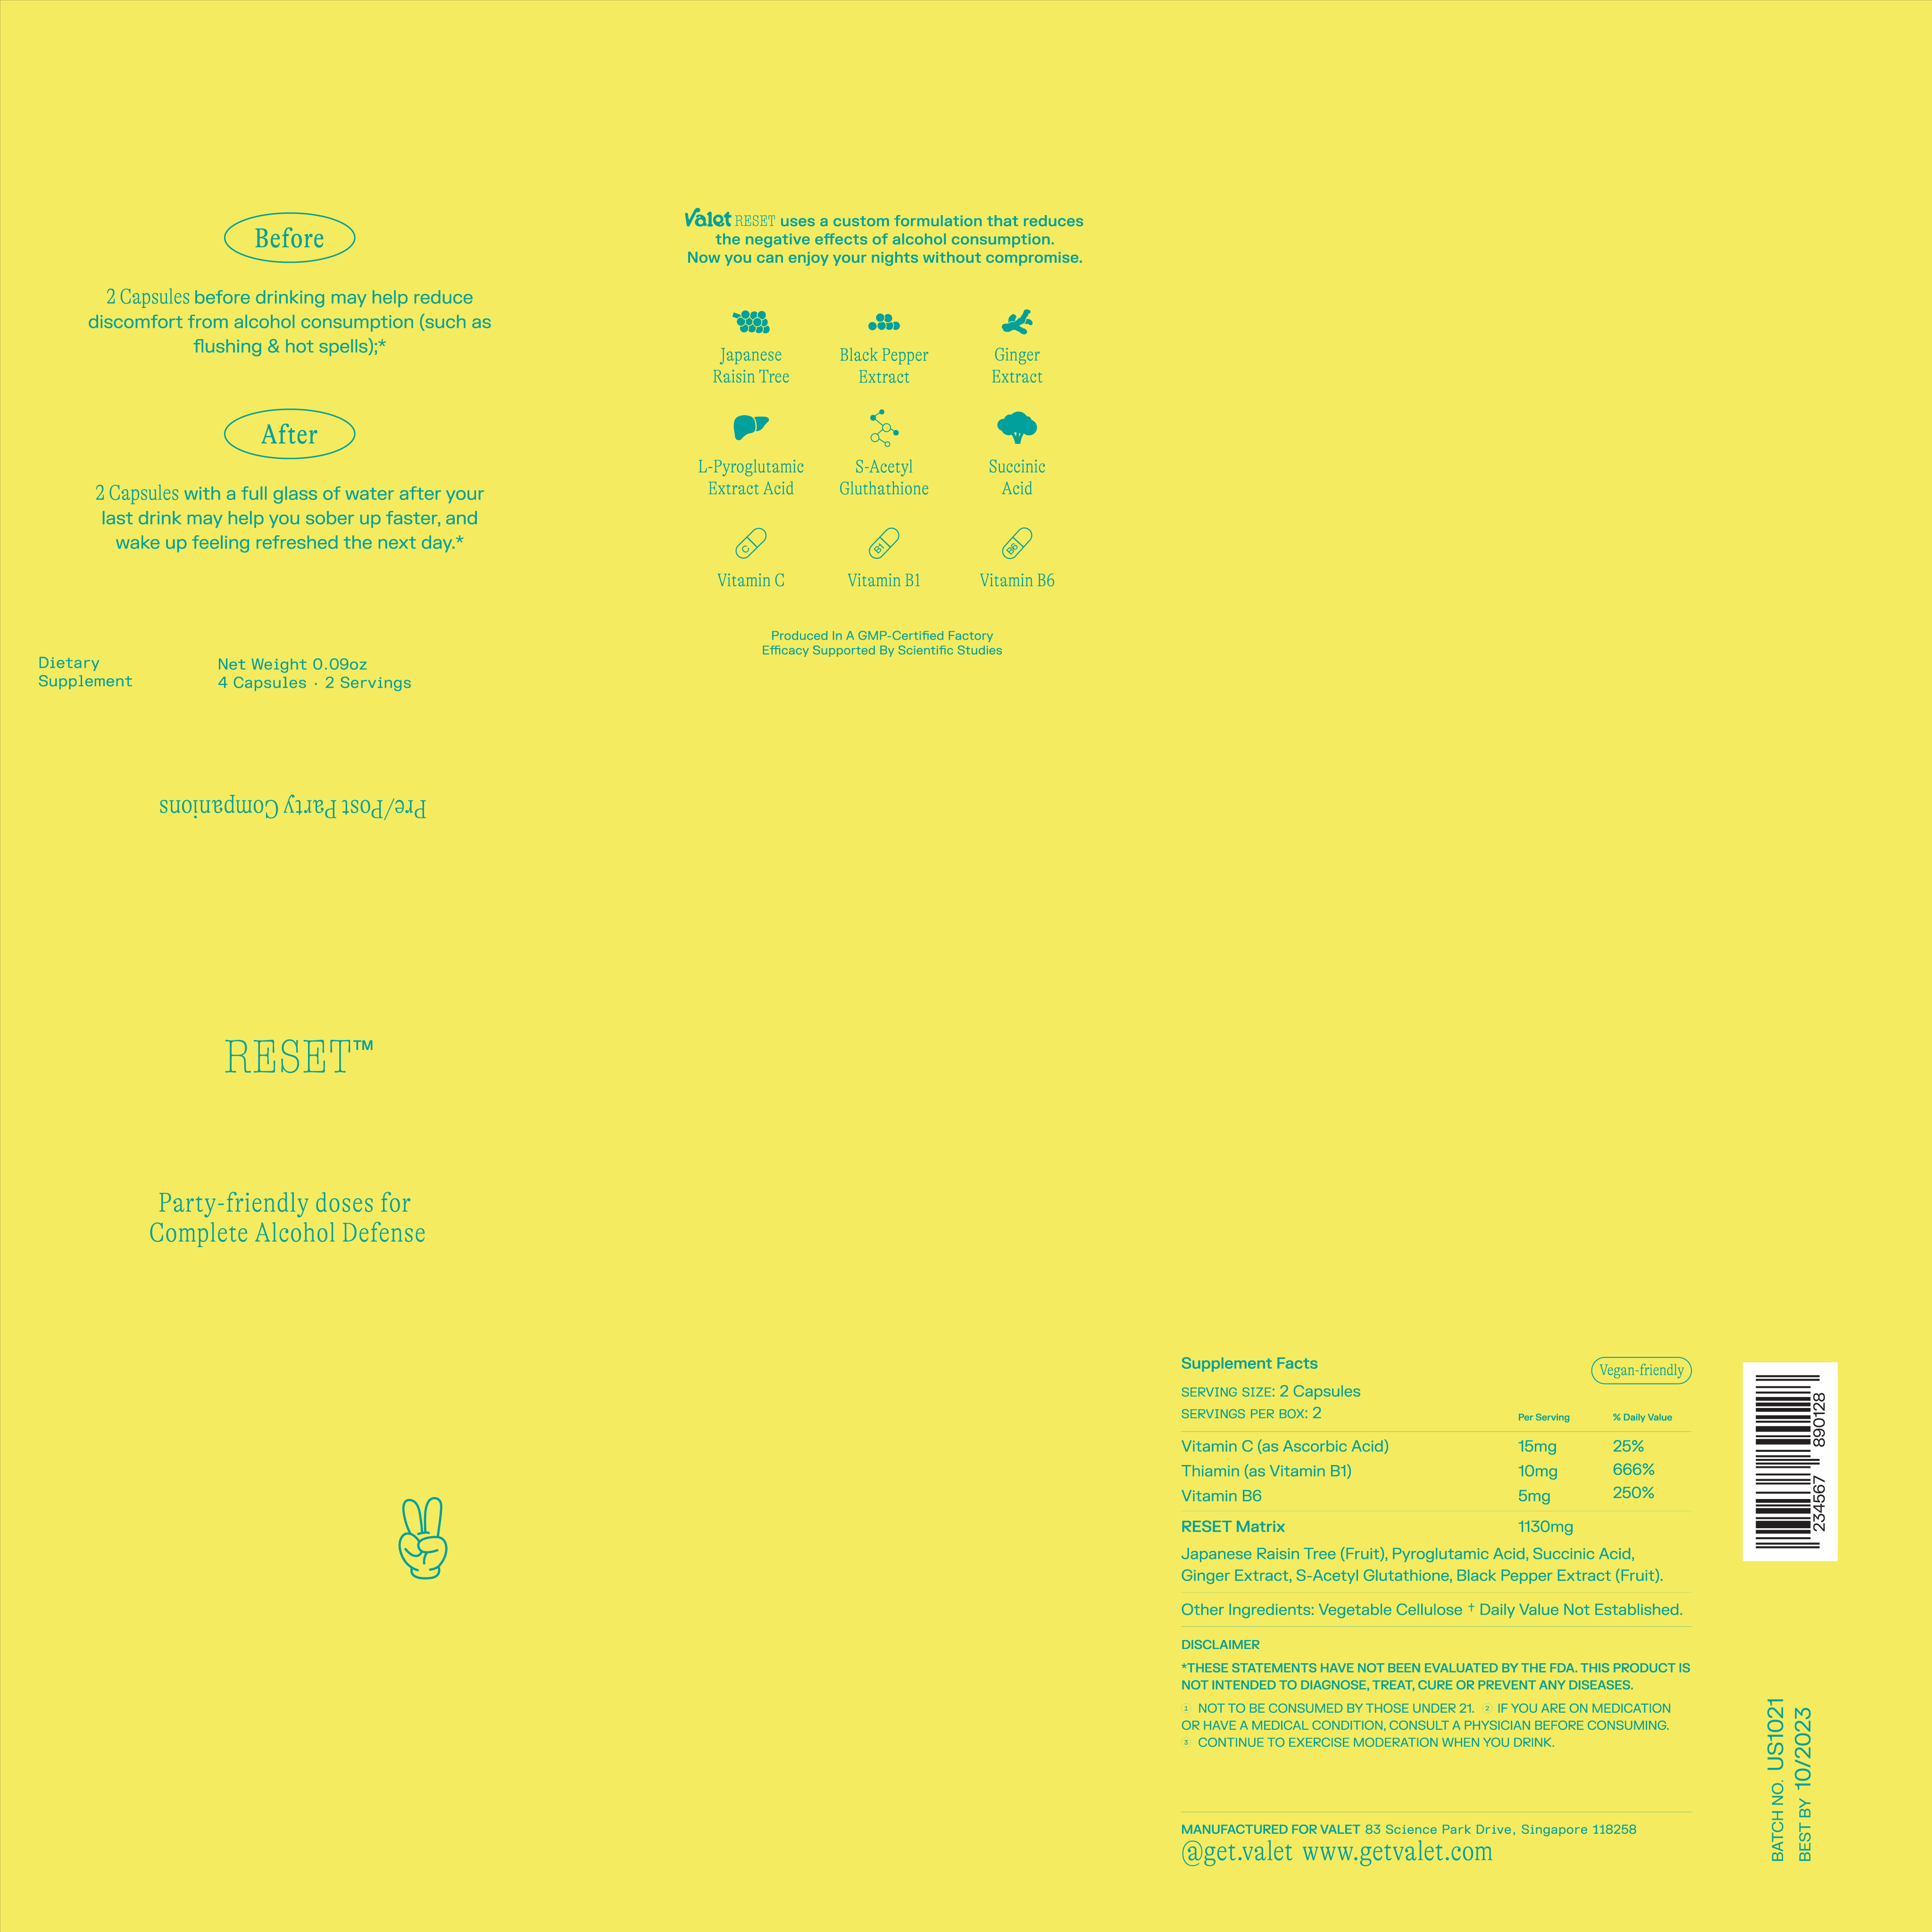 Before
2 Capsules before drinking may help reduce
discomfort from alcohol consumption (such as
flushing & hot spells);*
After
2 Capsules with a full glass of water after your
last drink may help you sober up faster, and
wake up feeling refreshed the next day.*
Dietary
Supplement
Net Weight 0.09oz
4 Capsules · 2 Servings
Pre/Post Party Companions
RESET™
Party-friendly doses for
Complete Alcohol Defense
Valet RESET uses a custom formulation that reduces
the negative effects of alcohol consumption.
Now you can enjoy your nights without compromise.
Japanese
Raisin Tree
Black Pepper
Extract
Ginger
Extract
L-Pyroglutamic
Extract Acid
S-Acetyl
Gluthathione
Succinic
Acid
C
Vitamin C
B1
Vitamin B1
B6
Vitamin B6
Produced In A GMP-Certified Factory
Efficacy Supported By Scientific Studies
Supplement Facts
Vegan-friendly
SERVING SIZE: 2 Capsules
SERVINGS PER BOX: 2
Per Serving % Daily Value
Vitamin C (as Ascorbic Acid) 15mg 25%
Thiamin (as Vitamin B1) 10mg 666%
Vitamin B6 5mg 250%
RESET Matrix 1130mg
Japanese Raisin Tree (Fruit), Pyroglutamic Acid, Succinic Acid,
Ginger Extract, S-Acetyl Glutathione, Black Pepper Extract (Fruit).
Other Ingredients: Vegetable Cellulose † Daily Value Not Established.
DISCLAIMER
*THESE STATEMENTS HAVE NOT BEEN EVALUATED BY THE FDA. THIS PRODUCT IS
NOT INTENDED TO DIAGNOSE, TREAT, CURE OR PREVENT ANY DISEASES.
① NOT TO BE CONSUMED BY THOSE UNDER 21. ② IF YOU ARE ON MEDICATION
OR HAVE A MEDICAL CONDITION, CONSULT A PHYSICIAN BEFORE CONSUMING.
③ CONTINUE TO EXERCISE MODERATION WHEN YOU DRINK.
MANUFACTURED FOR VALET 83 Science Park Drive, Singapore 118258
@get.valet www.getvalet.com
234567 890128
BATCH NO. US1021
BEST BY 10/2023